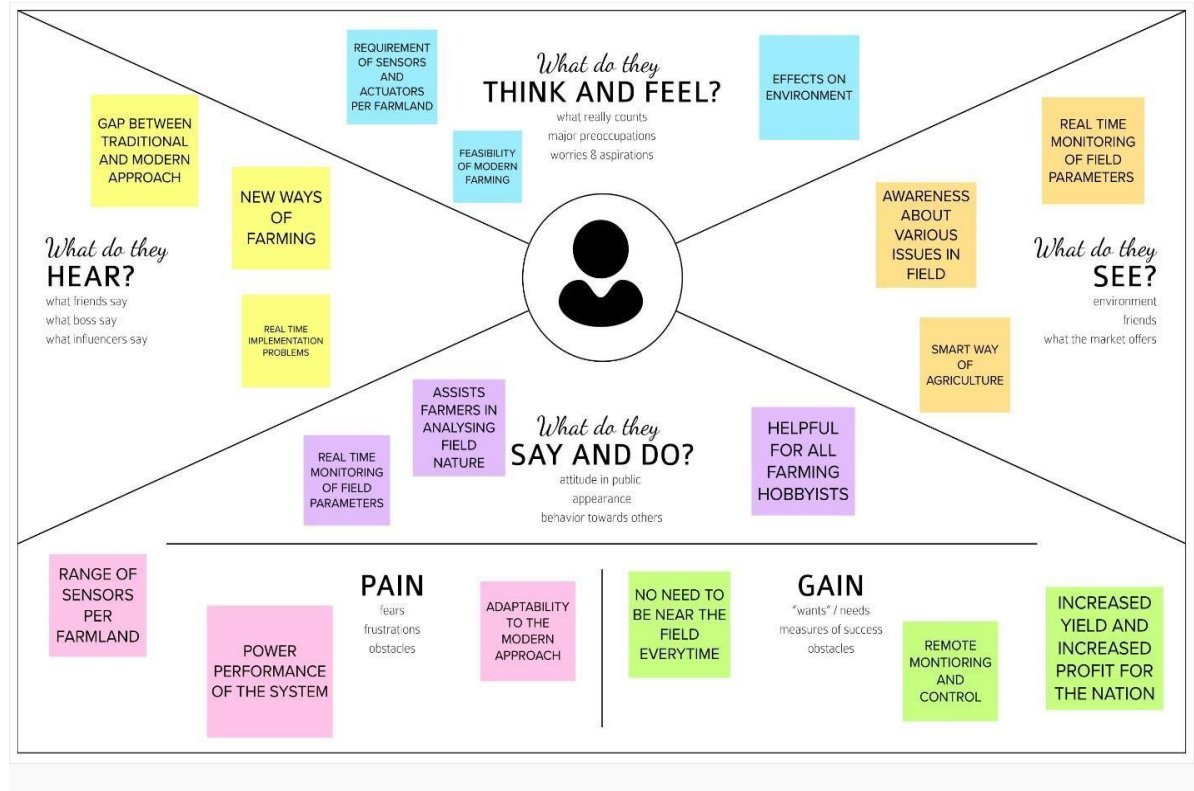 What do they
THINK AND FEEL?
what really counts
major preoccupations
worries & aspirations
REQUIREMENT
OF SENSORS
AND
ACTUATORS
PER FARMLAND
FEASIBILITY
OF MODERN
FARMING
EFFECTS ON
ENVIRONMENT
What do they
HEAR?
what friends say
what boss say
what influencers say
GAP BETWEEN
TRADITIONAL
AND MODERN
APPROACH
NEW WAYS
OF
FARMING
REAL TIME
IMPLEMENTATION
PROBLEMS
What do they
SEE?
environment
friends
what the market offers
REAL TIME
MONITORING
OF FIELD
PARAMETERS
AWARENESS
ABOUT
VARIOUS
ISSUES IN
FIELD
SMART WAY
OF
AGRICULTURE
What do they
SAY AND DO?
attitude in public
appearance
behavior towards others
ASSISTS
FARMERS IN
ANALYSING
FIELD
NATURE
REAL TIME
MONITORING
OF FIELD
PARAMETERS
HELPFUL
FOR ALL
FARMING
HOBBYISTS
PAIN
fears
frustrations
obstacles
RANGE OF
SENSORS
PER
FARMLAND
POWER
PERFORMANCE
OF THE SYSTEM
ADAPTABILITY
TO THE
MODERN
APPROACH
GAIN
"wants" / needs
measures of success
obstacles
NO NEED TO
BE NEAR THE
FIELD
EVERYTIME
REMOTE
MONTIORING
AND
CONTROL
INCREASED
YIELD AND
INCREASED
PROFIT FOR
THE NATION